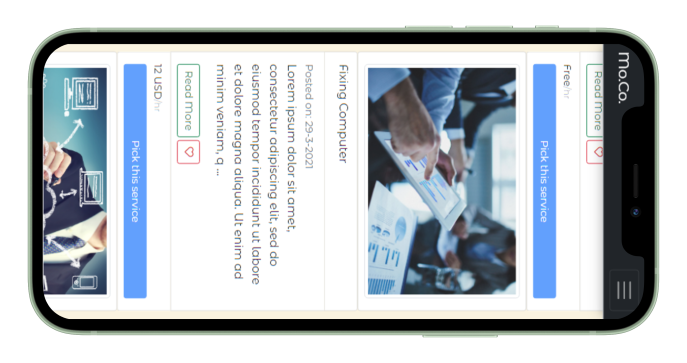 Mo.Co.
Read more
Free/hr
Pick this service
Fixing Computer
Posted on: 29-3-2021
Lorem ipsum dolor sit amet,
consectetur adipiscing elit, sed do
eiusmod tempor incididunt ut labore
et dolore magna aliqua. Ut enim ad
minim veniam, q ...
Read more
12 USD/hr
Pick this service